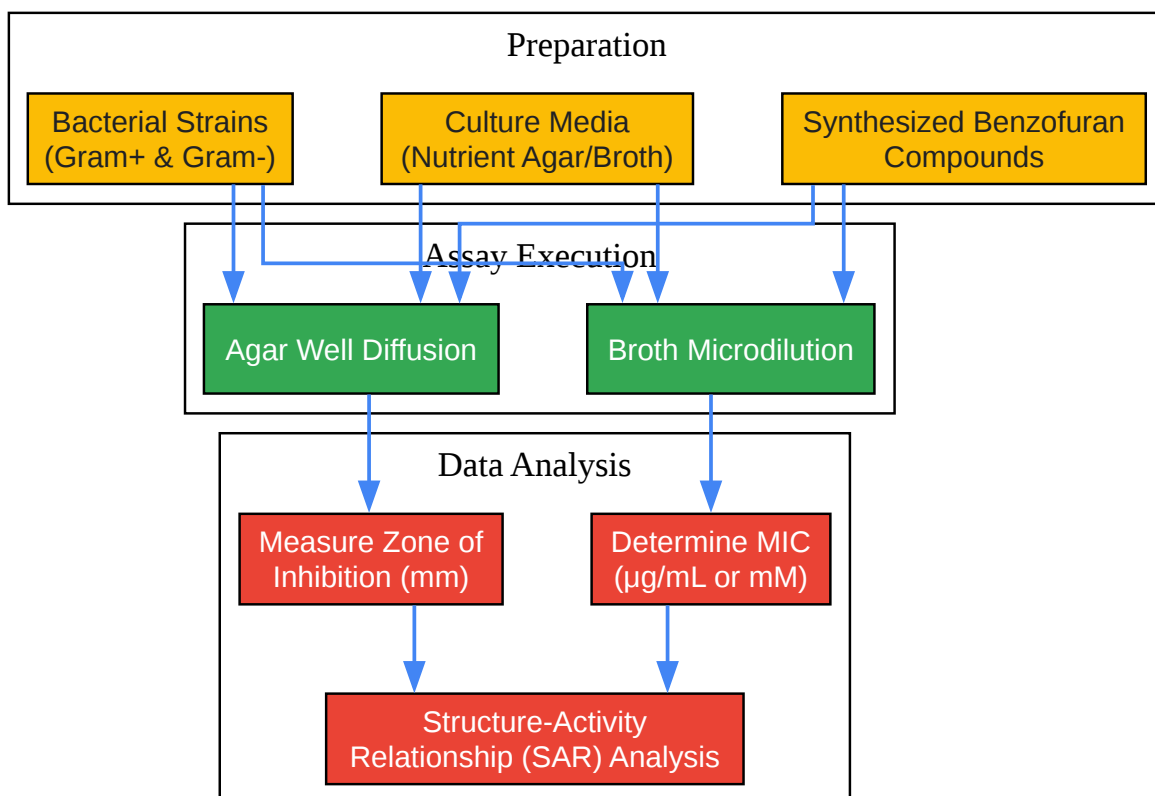 Preparation
Bacterial Strains
(Gram+ & Gram-)
Culture Media
(Nutrient Agar/Broth)
Synthesized Benzofuran
Compounds
Assay Execution
Agar Well Diffusion
Broth Microdilution
Data Analysis
Measure Zone of
Inhibition (mm)
Determine MIC
(µg/mL or mM)
Structure-Activity
Relationship (SAR) Analysis